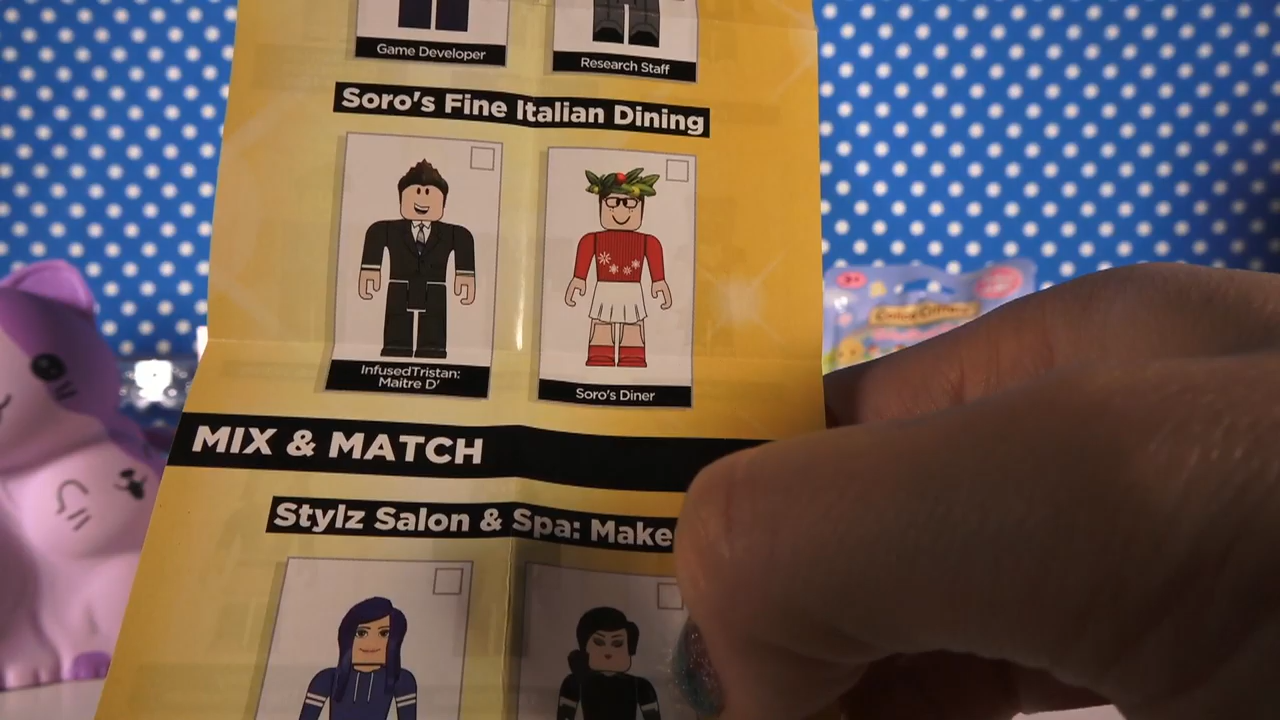 Game Developer
Research Staff
Soro's Fine Italian Dining
InfusedTristan:
Maitre D'
Soro's Diner
MIX & MATCH
Stylz Salon & Spa: Make